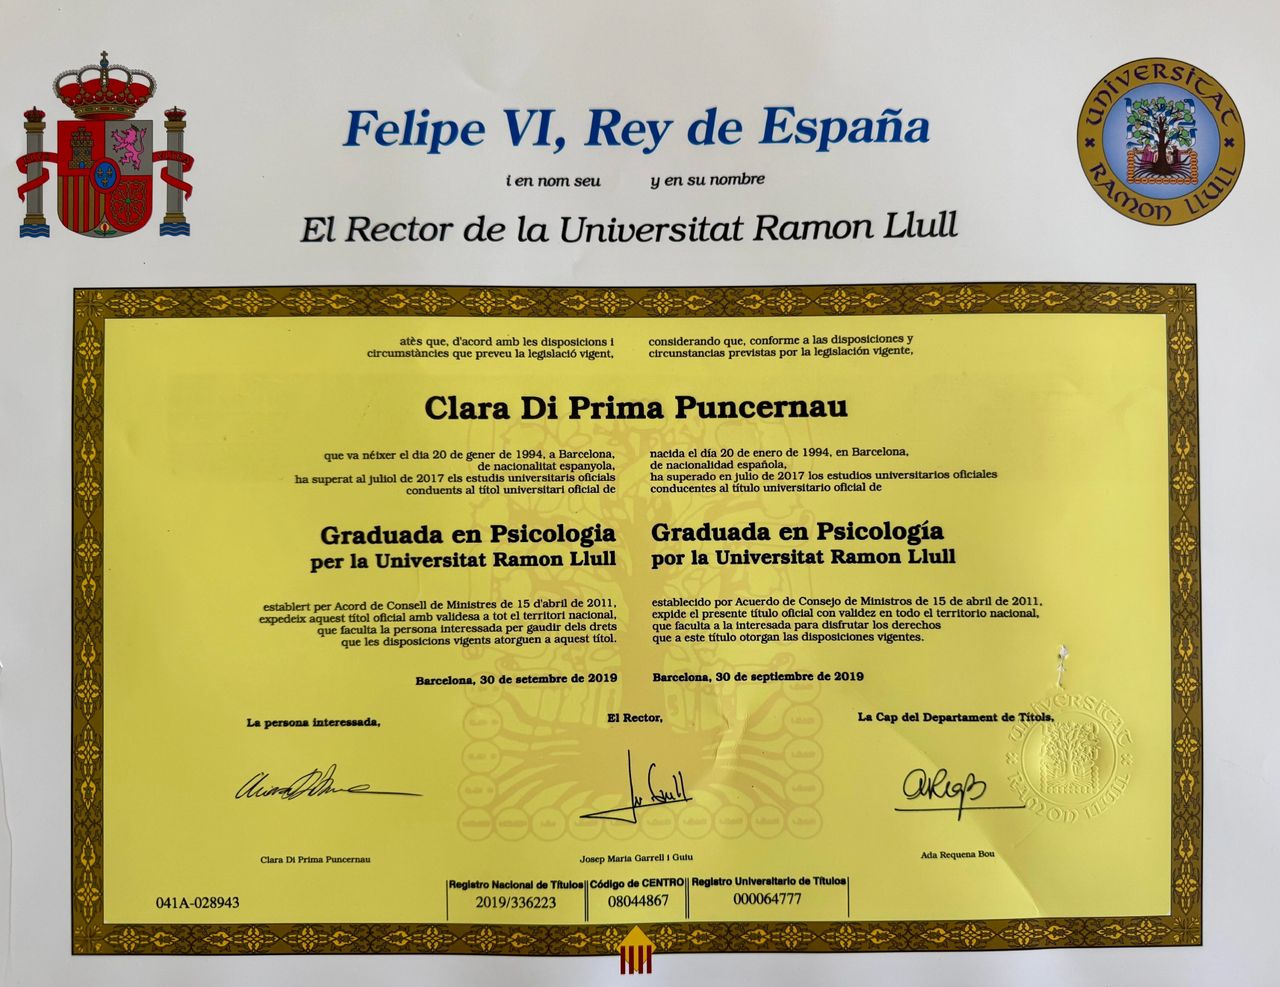 Felipe VI, Rey de España
i en nom seu
y en su nombre
El Rector de la Universitat Ramon Llull
UNIVERSITAT RAMON LLULL
atès que, d'acord amb les disposicions i
circumstàncies que preveu la legislació vigent,
considerando que, conforme a las disposiciones y
circunstancias previstas por la legislación vigente,
Clara Di Prima Puncernau
que va néixer el dia 20 de gener de 1994, a Barcelona,
de nacionalitat espanyola,
ha superat al juliol de 2017 els estudis universitaris oficials
conduents al títol universitari oficial de
nacida el día 20 de enero de 1994, en Barcelona,
de nacionalidad española,
ha superado en julio de 2017 los estudios universitarios oficiales
conducentes al título universitario oficial de
Graduada en Psicologia
per la Universitat Ramon Llull
Graduada en Psicología
por la Universitat Ramon Llull
establert per Acord de Consell de Ministres de 15 d'abril de 2011,
expedeix aquest títol oficial amb validesa a tot el territori nacional,
que faculta la persona interessada per gaudir dels drets
que les disposicions vigents atorguen a aquest títol.
establecido por Acuerdo de Consejo de Ministros de 15 de abril de 2011,
expide el presente título oficial con validez en todo el territorio nacional,
que faculta a la interesada para disfrutar los derechos
que a este título otorgan las disposiciones vigentes.
Barcelona, 30 de setembre de 2019
Barcelona, 30 de septiembre de 2019
La persona interessada,
El Rector,
La Cap del Departament de Títols,
UNIVERSITAT RAMON LLULL
Clara Di Prima Puncernau
Josep Maria Garrell i Guiu
Ada Requena Bou
041A-028943
Registro Nacional de Títulos
2019/336223
Código de CENTRO
08044867
Registro Universitario de Títulos
000064777